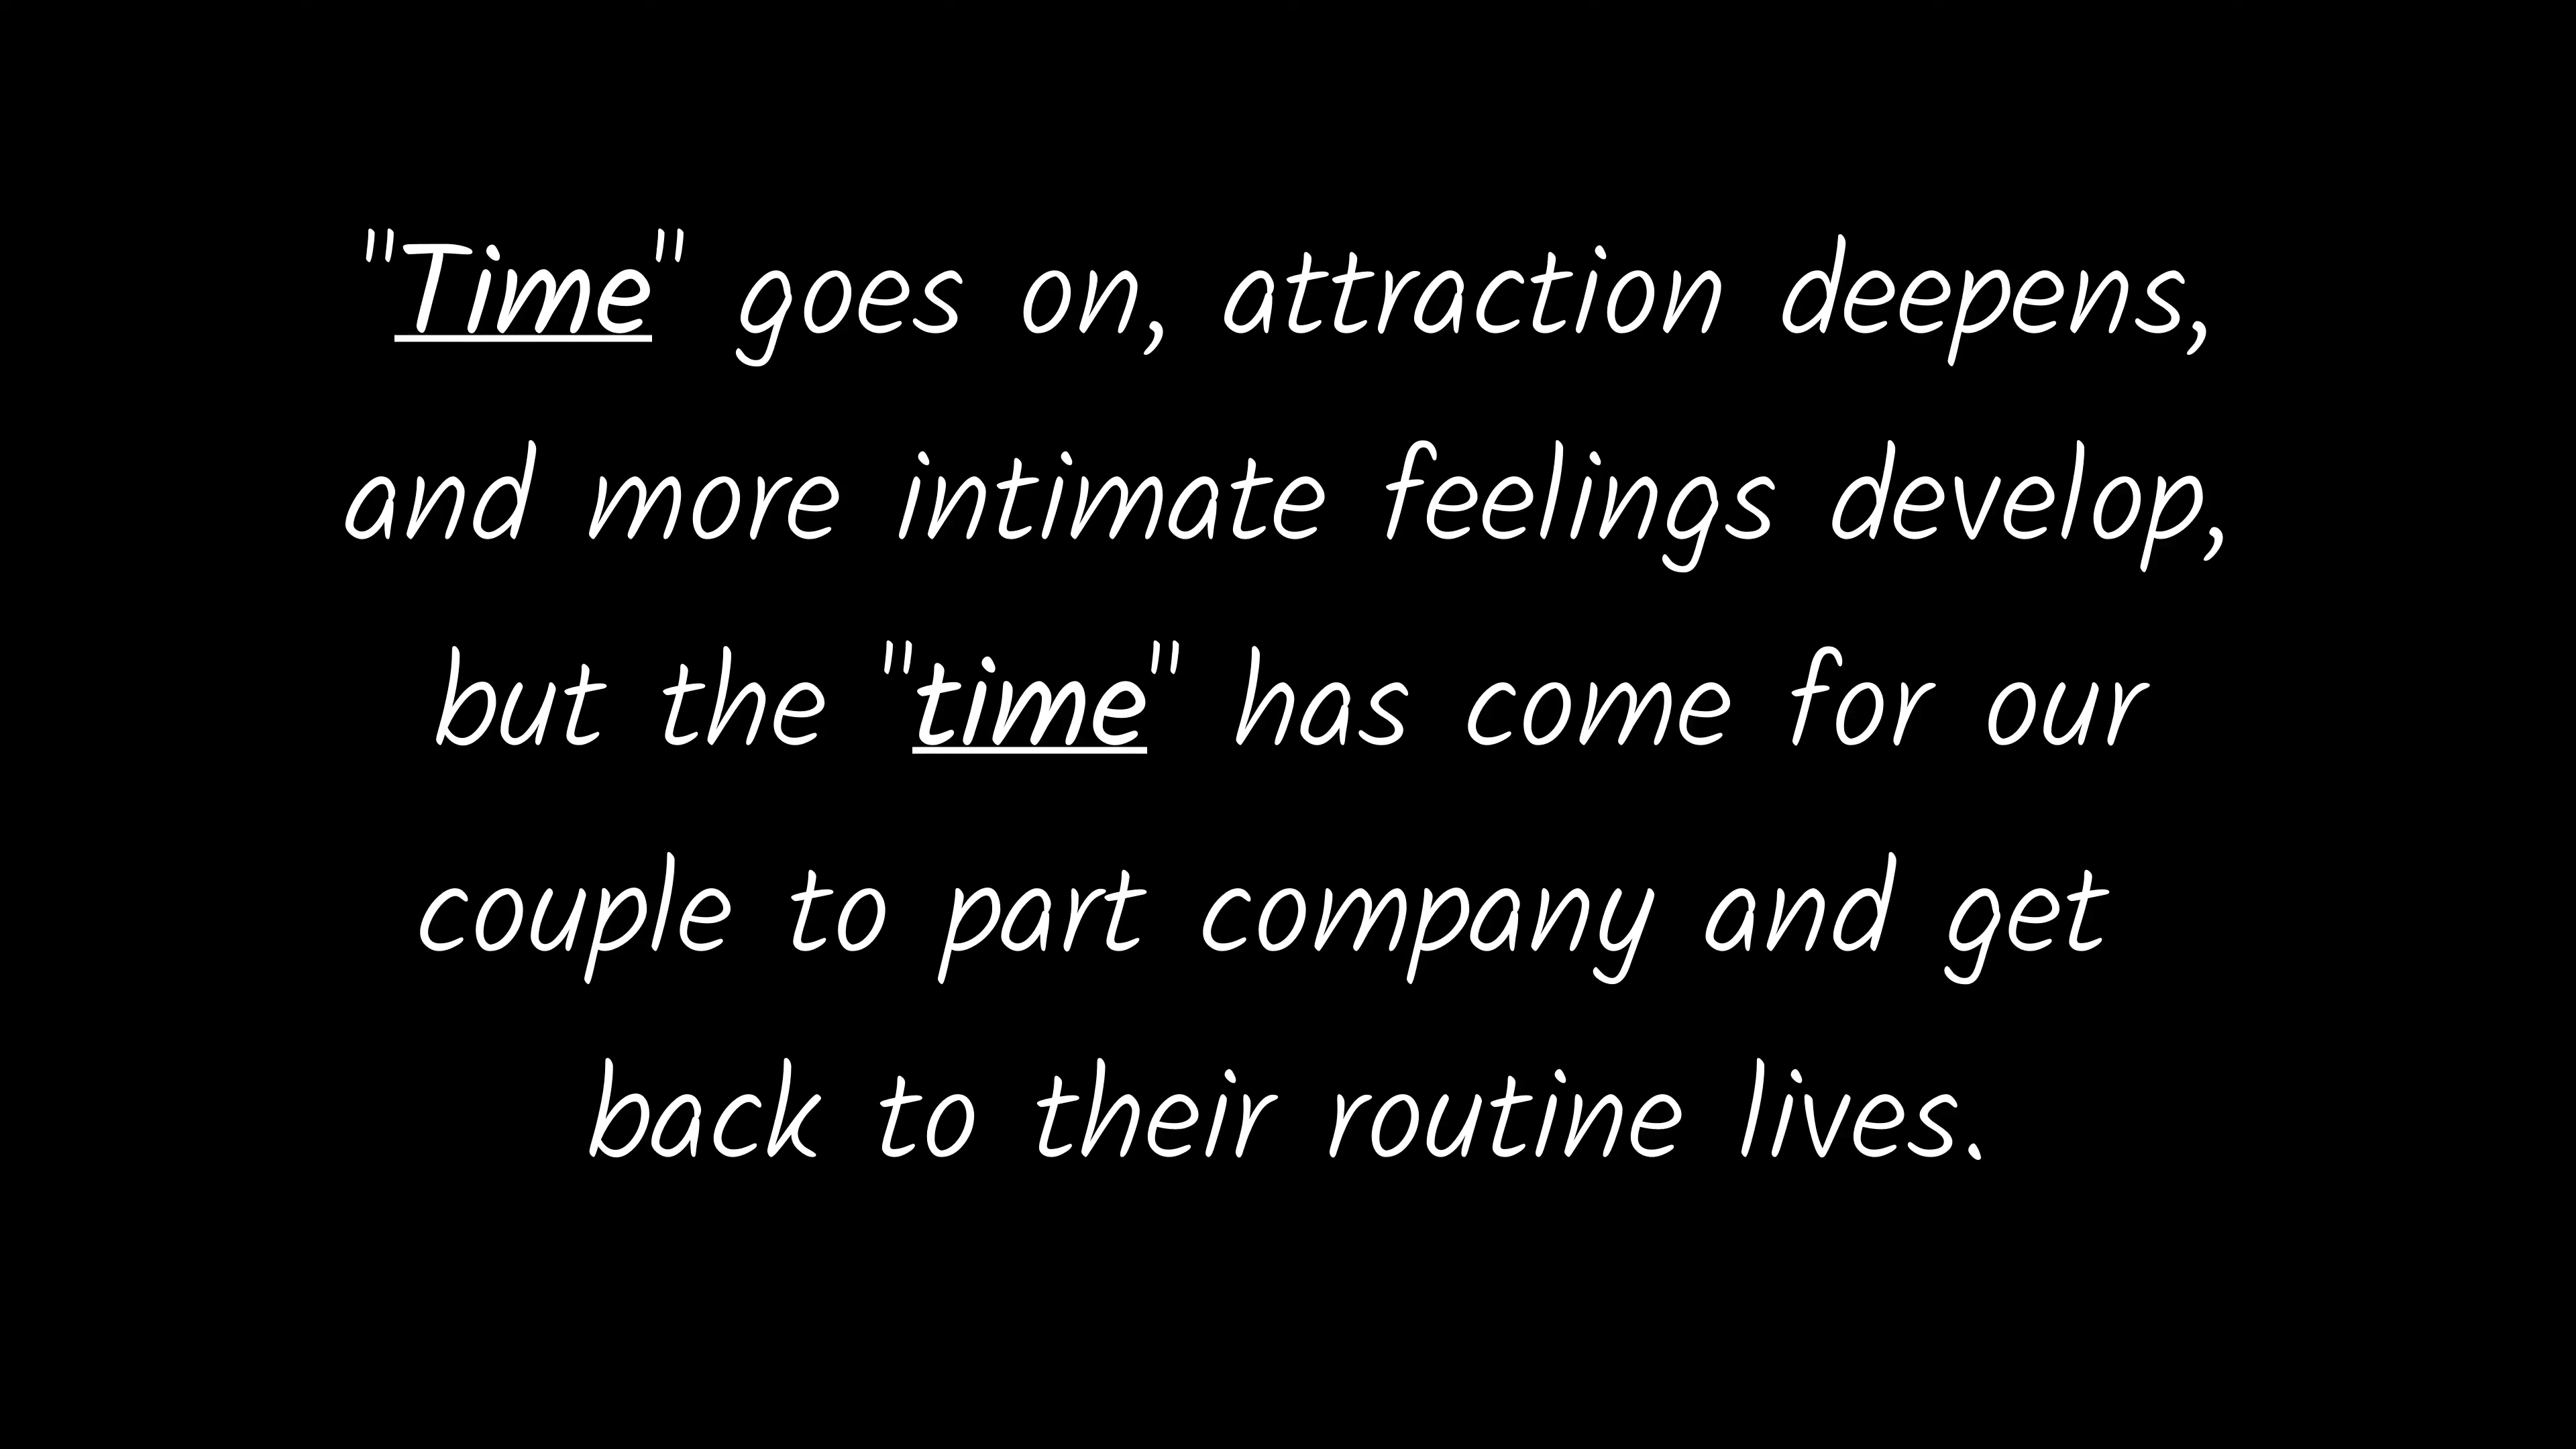 "Time" goes on, attraction deepens,
and more intimate feelings develop,
but the "time" has come for our
couple to part company and get
back to their routine lives.